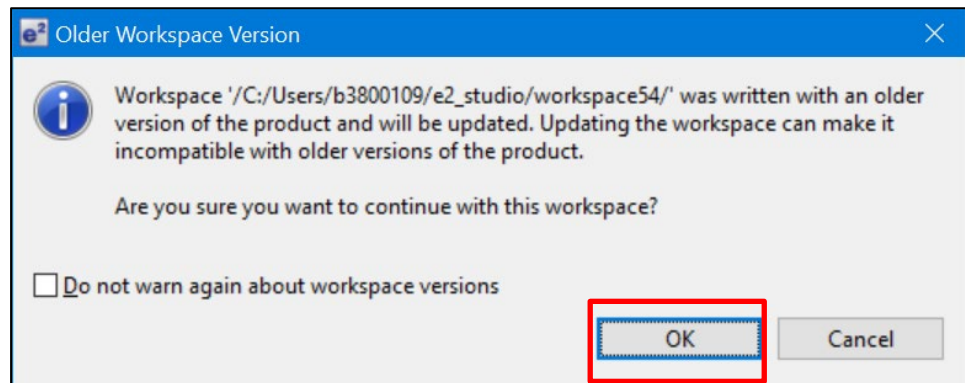 e² Older Workspace Version
Workspace '/C:/Users/b3800109/e2_studio/workspace54/' was written with an older
version of the product and will be updated. Updating the workspace can make it
incompatible with older versions of the product.
Are you sure you want to continue with this workspace?
Do not warn again about workspace versions
OK Cancel